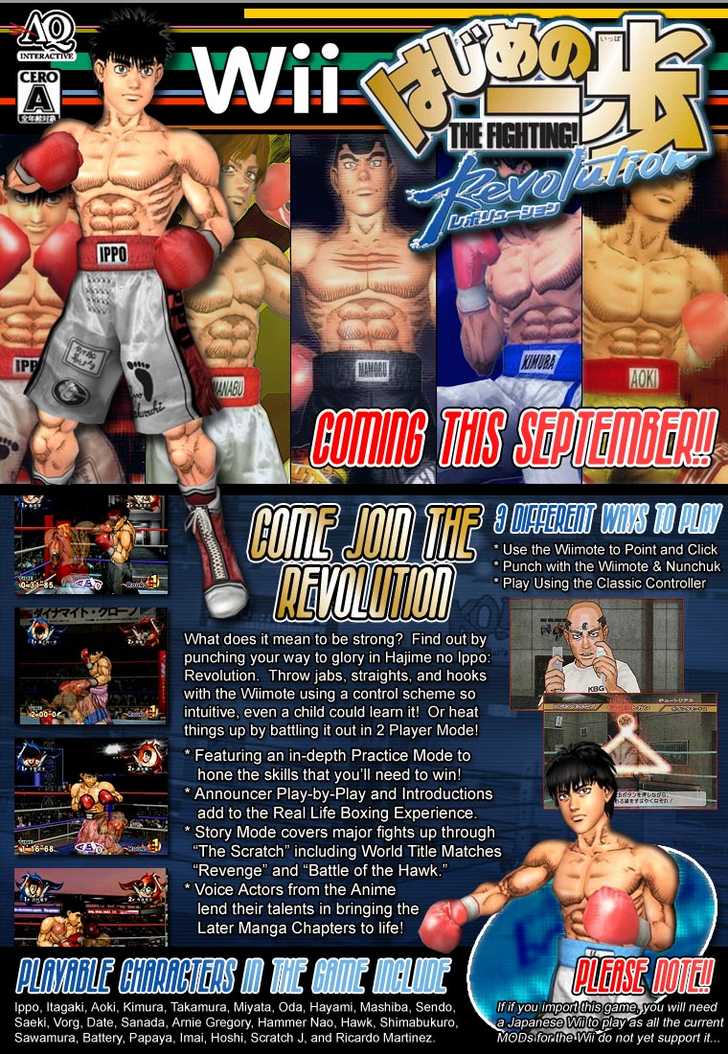 AQ
INTERACTIVE
CERO
A
全年齢対象
Wii
はじめの一歩
いっぽ
THE FIGHTING!
Revolution
レボリューション
IPPO
IPP
MANABU
MAMORU
KIMURA
AOKI
COMING THIS SEPTEMBER!!
COME JOIN THE
REVOLUTION
3 DIFFERENT WAYS TO PLAY
* Use the Wiimote to Point and Click
* Punch with the Wiimote & Nunchuk
* Play Using the Classic Controller
What does it mean to be strong?  Find out by
punching your way to glory in Hajime no Ippo:
Revolution.  Throw jabs, straights, and hooks
with the Wiimote using a control scheme so
intuitive, even a child could learn it!  Or heat
things up by battling it out in 2 Player Mode!
* Featuring an in-depth Practice Mode to
hone the skills that you'll need to win!
* Announcer Play-by-Play and Introductions
add to the Real Life Boxing Experience.
* Story Mode covers major fights up through
"The Scratch" including World Title Matches
"Revenge" and "Battle of the Hawk."
* Voice Actors from the Anime
lend their talents in bringing the
Later Manga Chapters to life!
KBG
PLAYABLE CHARACTERS IN THE GAME INCLUDE
Ippo, Itagaki, Aoki, Kimura, Takamura, Miyata, Oda, Hayami, Mashiba, Sendo,
Saeki, Vorg, Date, Sanada, Arnie Gregory, Hammer Nao, Hawk, Shimabukuro,
Sawamura, Battery, Papaya, Imai, Hoshi, Scratch J, and Ricardo Martinez.
PLEASE NOTE!!
If if you import this game, you will need
a Japanese Wii to play as all the current
MODs for the Wii do not yet support it...